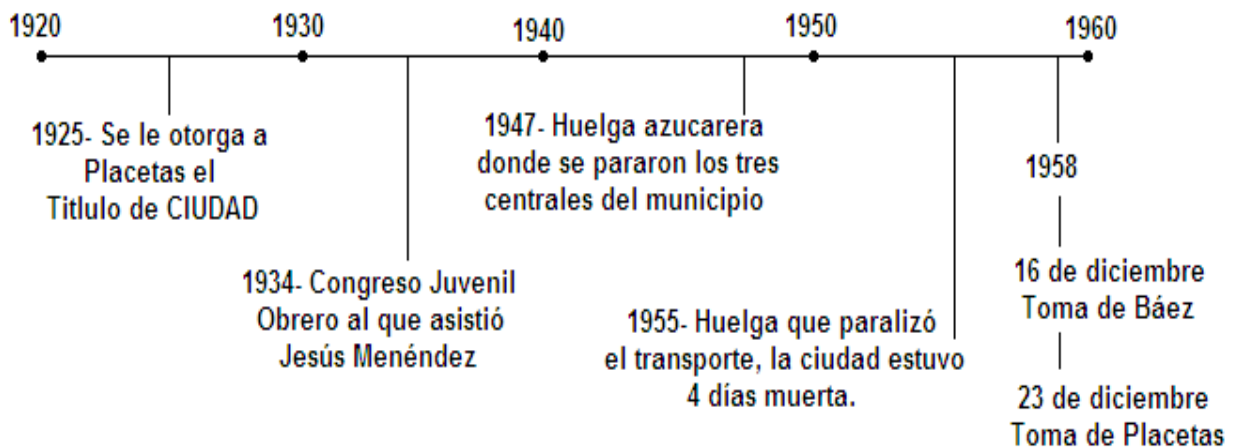 1920
1930
1940
1950
1960
1925- Se le otorga a
Placetas el
Titlulo de CIUDAD
1934- Congreso Juvenil
Obrero al que asistió
Jesús Menéndez
1947- Huelga azucarera
donde se pararon los tres
centrales del municipio
1955- Huelga que paralizó
el transporte, la ciudad estuvo
4 días muerta.
1958
16 de diciembre
Toma de Báez
23 de diciembre
Toma de Placetas